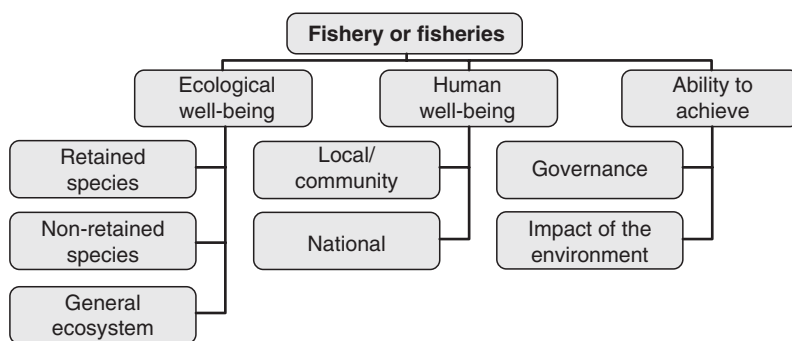 Fishery or fisheries
Ecological
well-being
Human
well-being
Ability to
achieve
Retained
species
Local/
community
Governance
Non-retained
species
National
Impact of the
environment
General
ecosystem